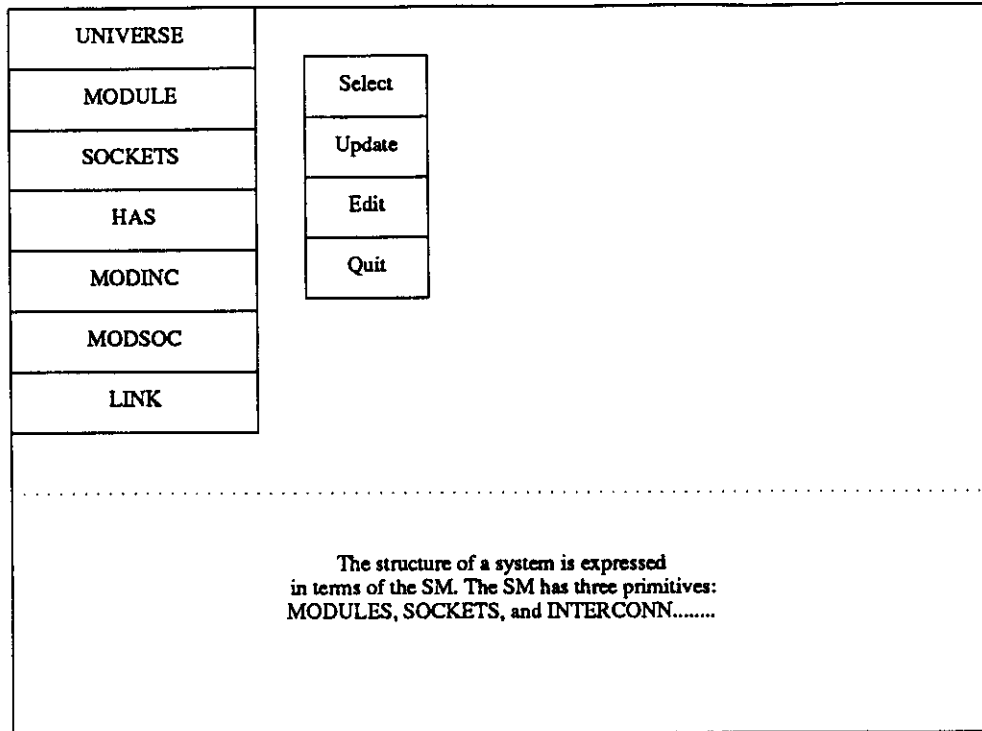 UNIVERSE
MODULE
SOCKETS
HAS
MODINC
MODSOC
LINK
Select
Update
Edit
Quit
The structure of a system is expressed
in terms of the SM. The SM has three primitives:
MODULES, SOCKETS, and INTERCONN........